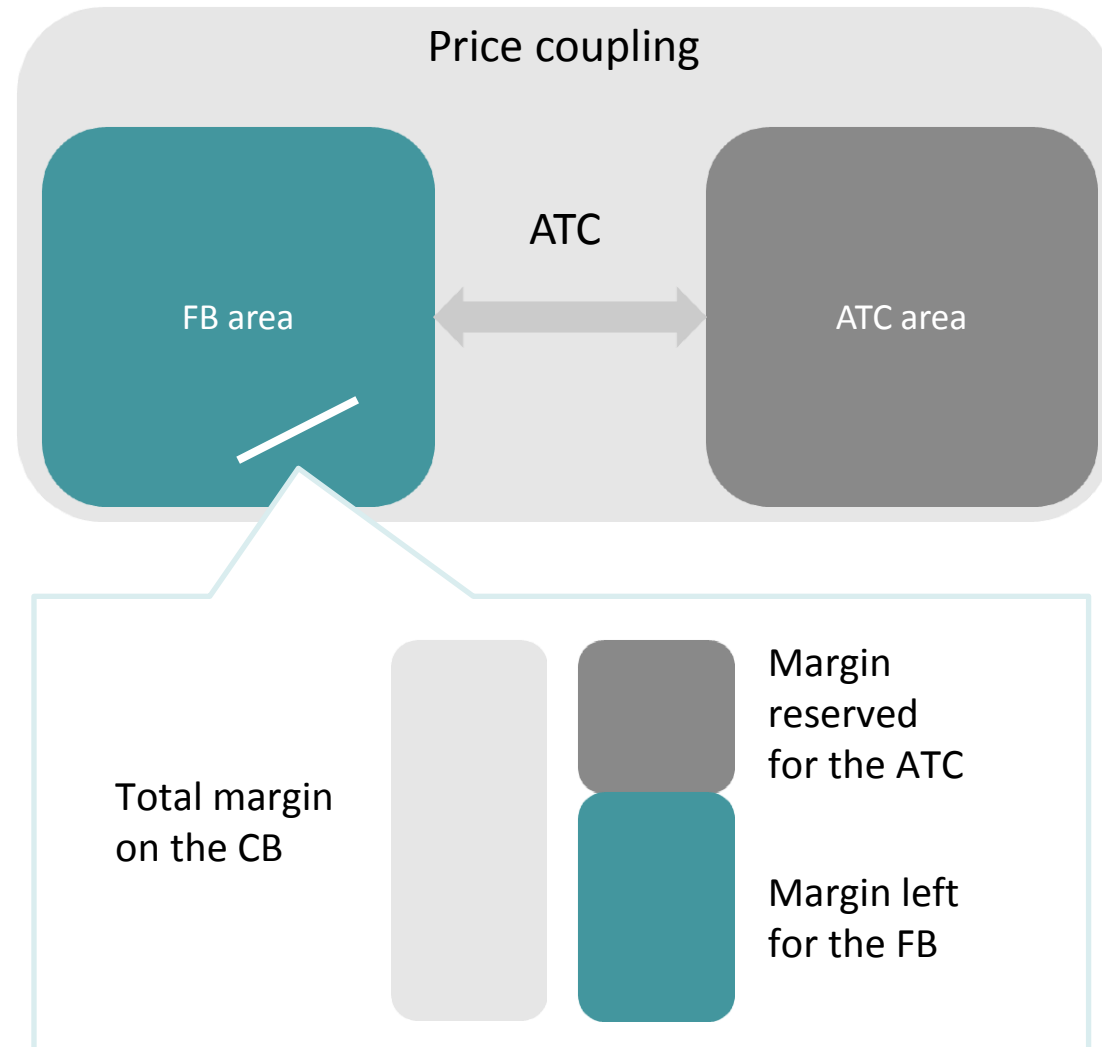 Price coupling
ATC
FB area
ATC area
Total margin
on the CB
Margin
reserved
for the ATC
Margin left
for the FB